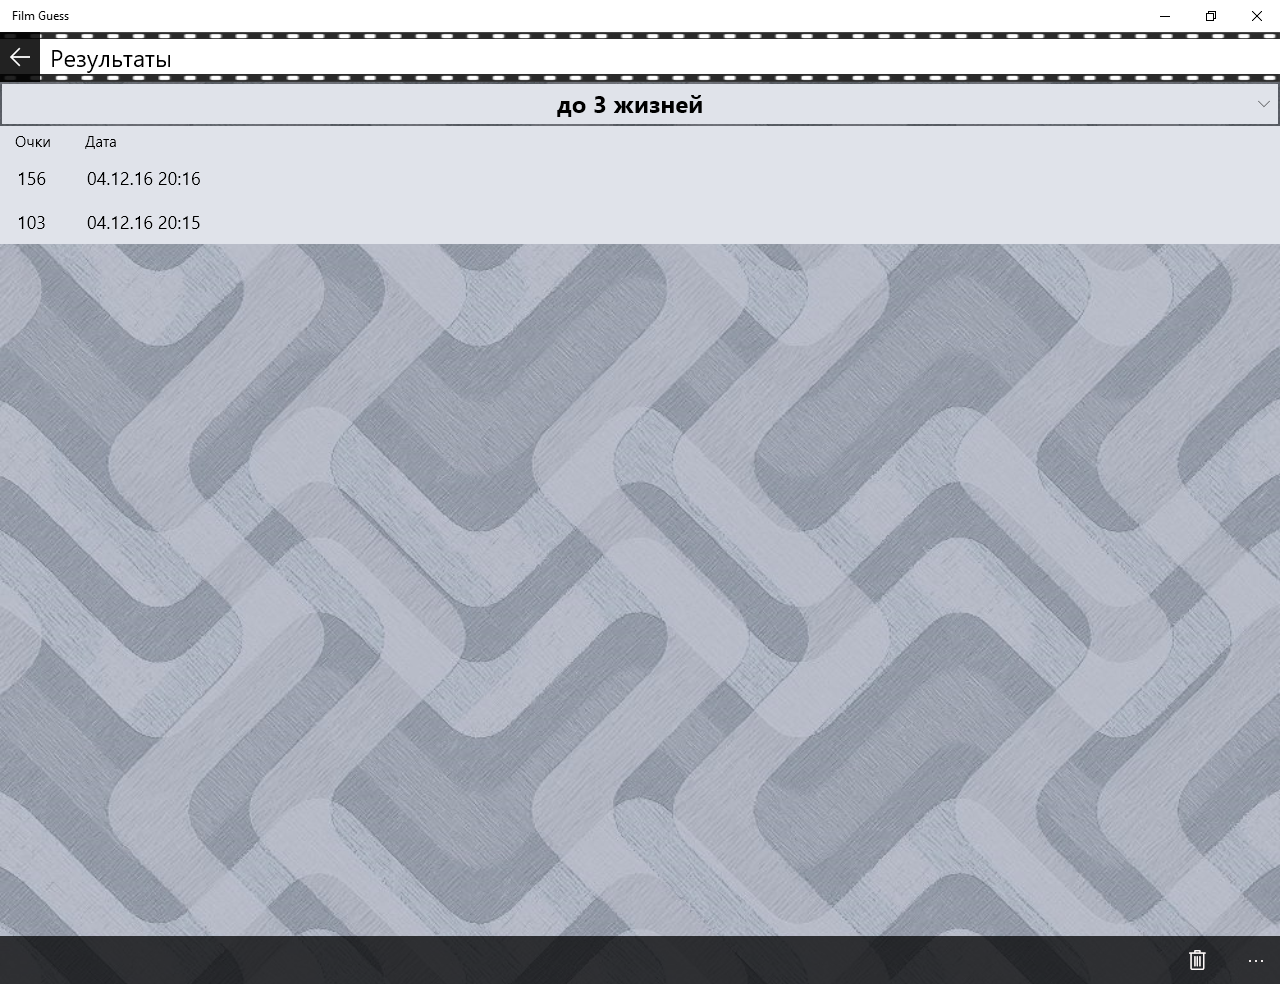 Film Guess
Результаты
до 3 жизней
Очки Дата
156 04.12.16 20:16
103 04.12.16 20:15